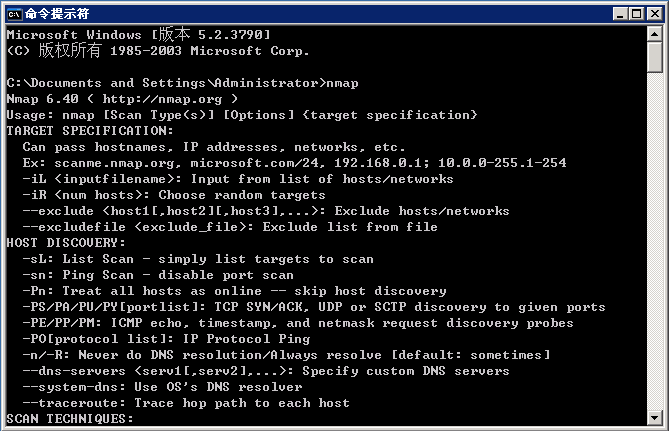 命令提示符
Microsoft Windows [版本 5.2.3790]
(C) 版权所有 1985-2003 Microsoft Corp.
C:\Documents and Settings\Administrator>nmap
Nmap 6.40 ( http://nmap.org )
Usage: nmap [Scan Type(s)] [Options] {target specification}
TARGET SPECIFICATION:
  Can pass hostnames, IP addresses, networks, etc.
  Ex: scanme.nmap.org, microsoft.com/24, 192.168.0.1; 10.0.0-255.1-254
  -iL <inputfilename>: Input from list of hosts/networks
  -iR <num hosts>: Choose random targets
  --exclude <host1[,host2][,host3],...>: Exclude hosts/networks
  --excludefile <exclude_file>: Exclude list from file
HOST DISCOVERY:
  -sL: List Scan - simply list targets to scan
  -sn: Ping Scan - disable port scan
  -Pn: Treat all hosts as online -- skip host discovery
  -PS/PA/PU/PY[portlist]: TCP SYN/ACK, UDP or SCTP discovery to given ports
  -PE/PP/PM: ICMP echo, timestamp, and netmask request discovery probes
  -PO[protocol list]: IP Protocol Ping
  -n/-R: Never do DNS resolution/Always resolve [default: sometimes]
  --dns-servers <serv1[,serv2],...>: Specify custom DNS servers
  --system-dns: Use OS's DNS resolver
  --traceroute: Trace hop path to each host
SCAN TECHNIQUES: